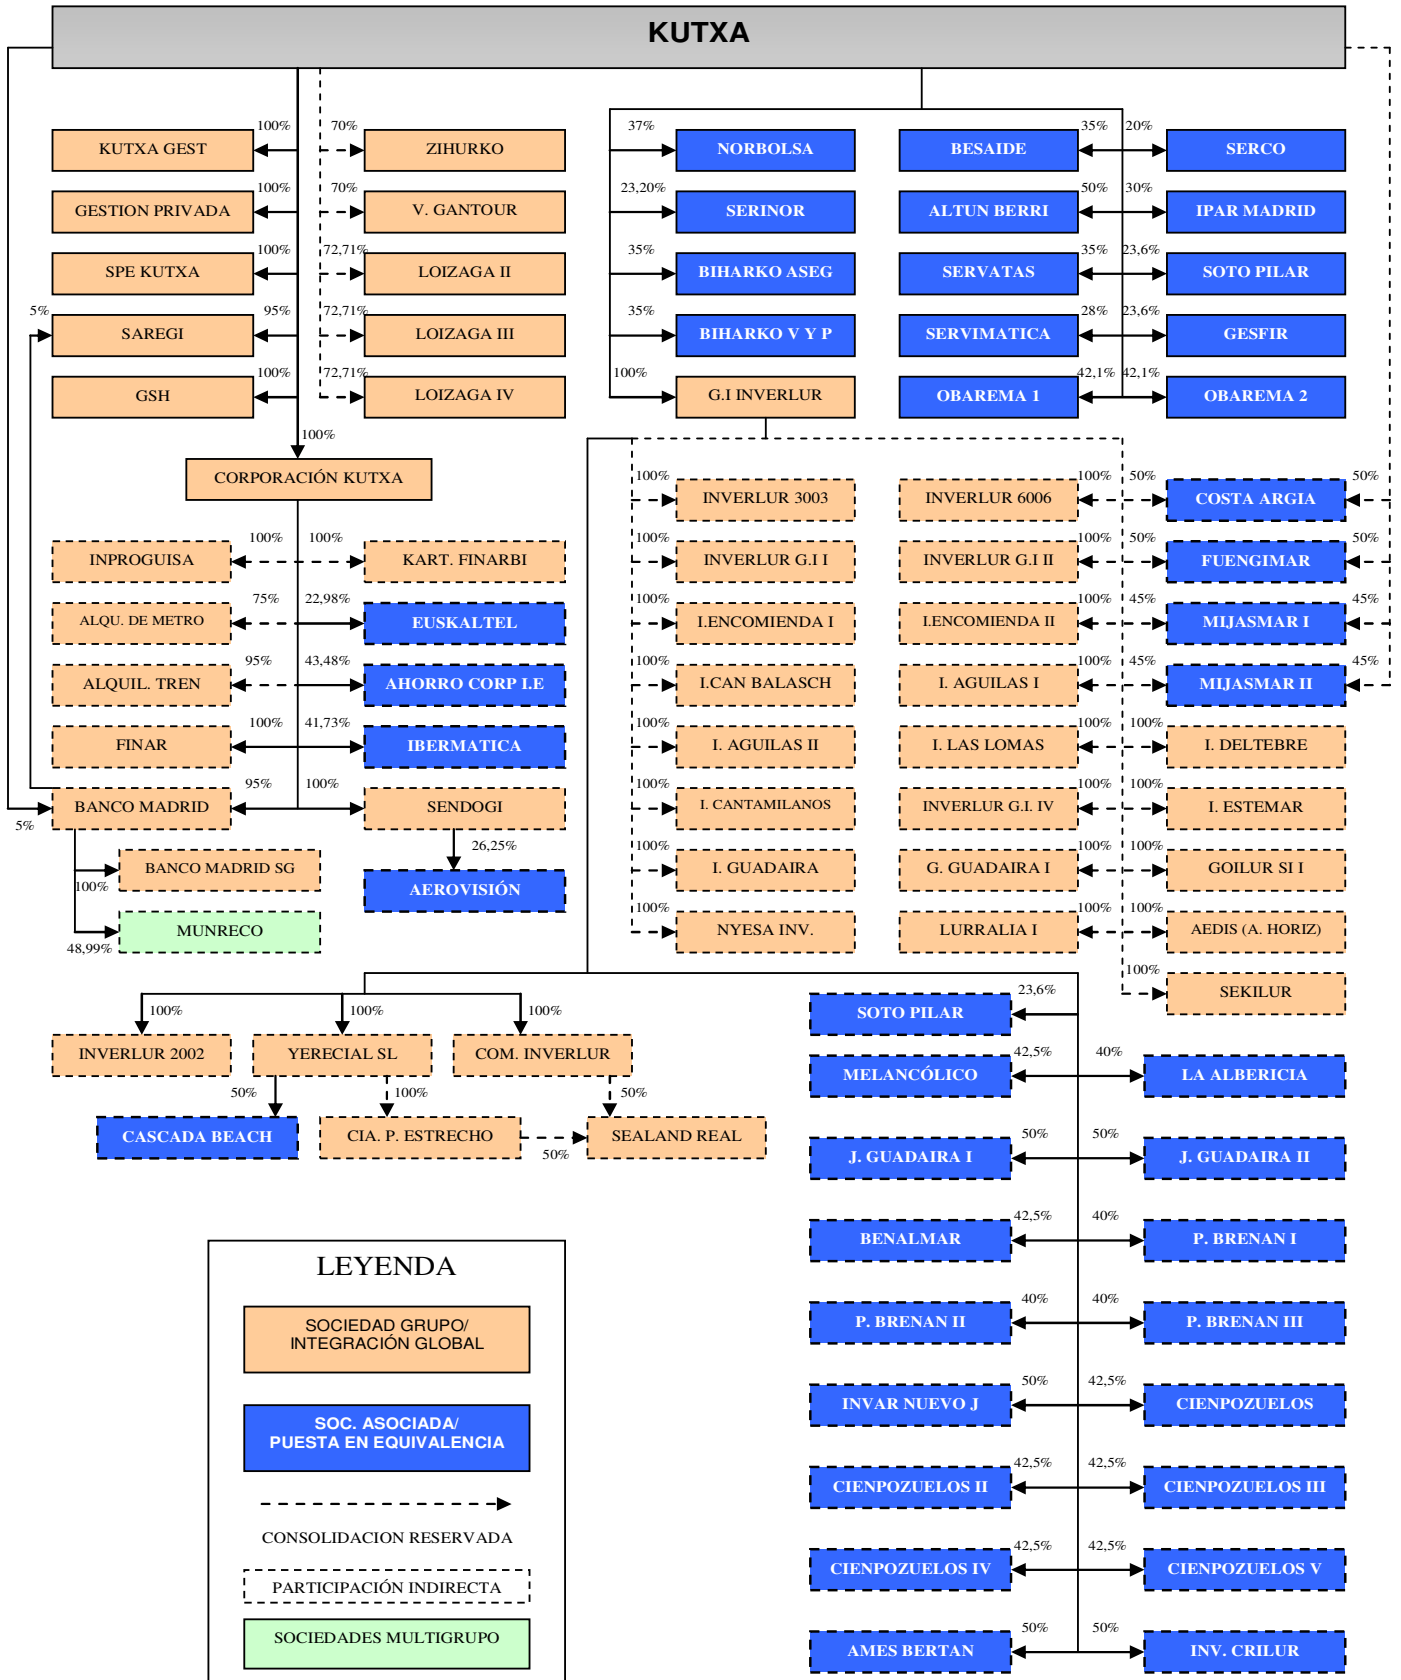 KUTXA
100%
70%
37%
35%
20%
KUTXA GEST
ZIHURKO
NORBOLSA
BESAIDE
SERCO
100%
70%
23,20%
50%
30%
GESTION PRIVADA
V. GANTOUR
SERINOR
ALTUN BERRI
IPAR MADRID
100%
72,71%
35%
35%
23,6%
SPE KUTXA
LOIZAGA II
BIHARKO ASEG
SERVATAS
SOTO PILAR
5%
95%
72,71%
35%
28%
23,6%
SAREGI
LOIZAGA III
BIHARKO V Y P
SERVIMATICA
GESFIR
100%
72,71%
100%
42,1%
42,1%
GSH
LOIZAGA IV
G.I INVERLUR
OBAREMA 1
OBAREMA 2
100%
CORPORACIÓN KUTXA
100%
100%
50%
50%
INVERLUR 3003
INVERLUR 6006
COSTA ARGIA
100%
100%
100%
100%
50%
50%
INPROGUISA
KART. FINARBI
INVERLUR G.I I
INVERLUR G.I II
FUENGIMAR
75%
22,98%
100%
100%
45%
45%
ALQU. DE METRO
EUSKALTEL
I.ENCOMIENDA I
I.ENCOMIENDA II
MIJASMAR I
95%
43,48%
100%
100%
45%
45%
ALQUIL. TREN
AHORRO CORP I.E
I.CAN BALASCH
I. AGUILAS I
MIJASMAR II
100%
41,73%
100%
100%
100%
FINAR
IBERMATICA
I. AGUILAS II
I. LAS LOMAS
I. DELTEBRE
95%
100%
100%
100%
100%
BANCO MADRID
SENDOGI
I. CANTAMILANOS
INVERLUR G.I. IV
I. ESTEMAR
5%
26,25%
100%
100%
100%
BANCO MADRID SG
AEROVISIÓN
I. GUADAIRA
G. GUADAIRA I
GOILUR SI I
100%
100%
100%
100%
MUNRECO
NYESA INV.
LURRALIA I
AEDIS (A. HORIZ)
48,99%
100%
SEKILUR
23,6%
SOTO PILAR
100%
100%
100%
INVERLUR 2002
YERECIAL SL
COM. INVERLUR
42,5%
40%
MELANCÓLICO
LA ALBERICIA
50%
100%
50%
CASCADA BEACH
CIA. P. ESTRECHO
SEALAND REAL
50%
50%
50%
J. GUADAIRA I
J. GUADAIRA II
42,5%
40%
BENALMAR
P. BRENAN I
40%
40%
P. BRENAN II
P. BRENAN III
50%
42,5%
INVAR NUEVO J
CIENPOZUELOS
42,5%
42,5%
CIENPOZUELOS II
CIENPOZUELOS III
42,5%
42,5%
CIENPOZUELOS IV
CIENPOZUELOS V
50%
50%
AMES BERTAN
INV. CRILUR
LEYENDA
SOCIEDAD GRUPO/
INTEGRACIÓN GLOBAL
SOC. ASOCIADA/
PUESTA EN EQUIVALENCIA
CONSOLIDACION RESERVADA
PARTICIPACIÓN INDIRECTA
SOCIEDADES MULTIGRUPO